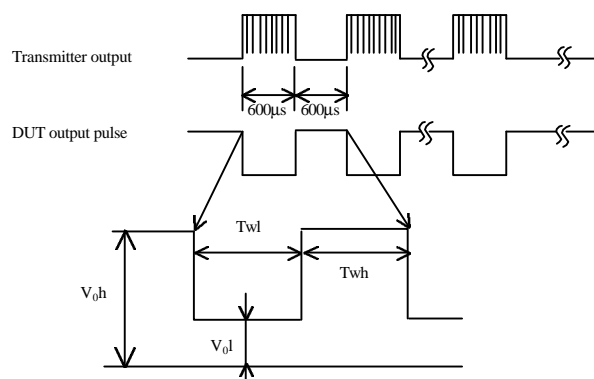 Transmitter output
600μs 600μs
DUT output pulse
Twl
Twh
V₀h
V₀l